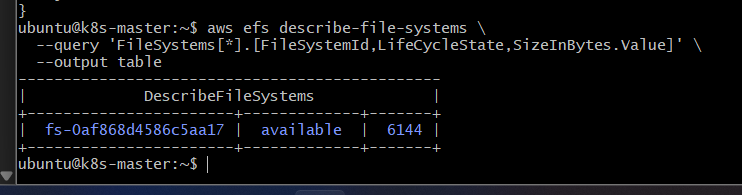 }
ubuntu@k8s-master:~$ aws efs describe-file-systems \
  --query 'FileSystems[*].[FileSystemId,LifeCycleState,SizeInBytes.Value]' \
  --output table
-----------------------------------------------
|             DescribeFileSystems             |
+-----------------------+-------------+-------+
|  fs-0af868d4586c5aa17 |  available  |  6144 |
+-----------------------+-------------+-------+
ubuntu@k8s-master:~$